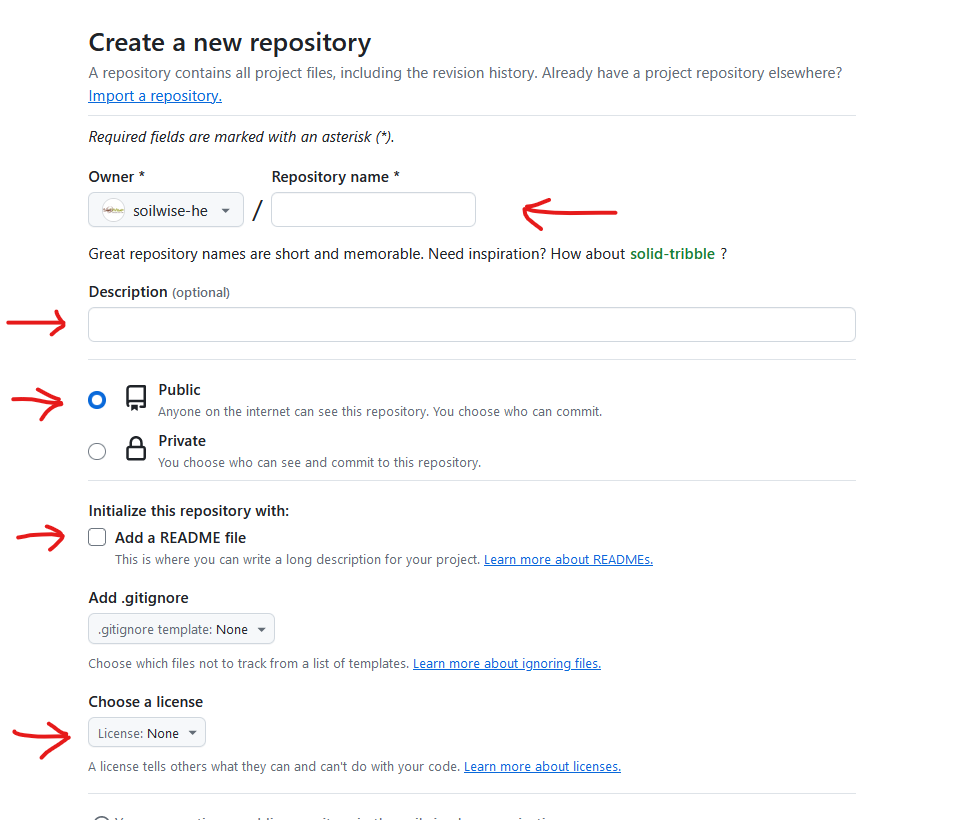 Create a new repository
A repository contains all project files, including the revision history. Already have a project repository elsewhere?
Import a repository.
Required fields are marked with an asterisk (*).
Owner * Repository name *
soilwise-he /
Great repository names are short and memorable. Need inspiration? How about solid-tribble ?
Description (optional)
Public
Anyone on the internet can see this repository. You choose who can commit.
Private
You choose who can see and commit to this repository.
Initialize this repository with:
Add a README file
This is where you can write a long description for your project. Learn more about READMEs.
Add .gitignore
.gitignore template: None
Choose which files not to track from a list of templates. Learn more about ignoring files.
Choose a license
License: None
A license tells others what they can and can't do with your code. Learn more about licenses.